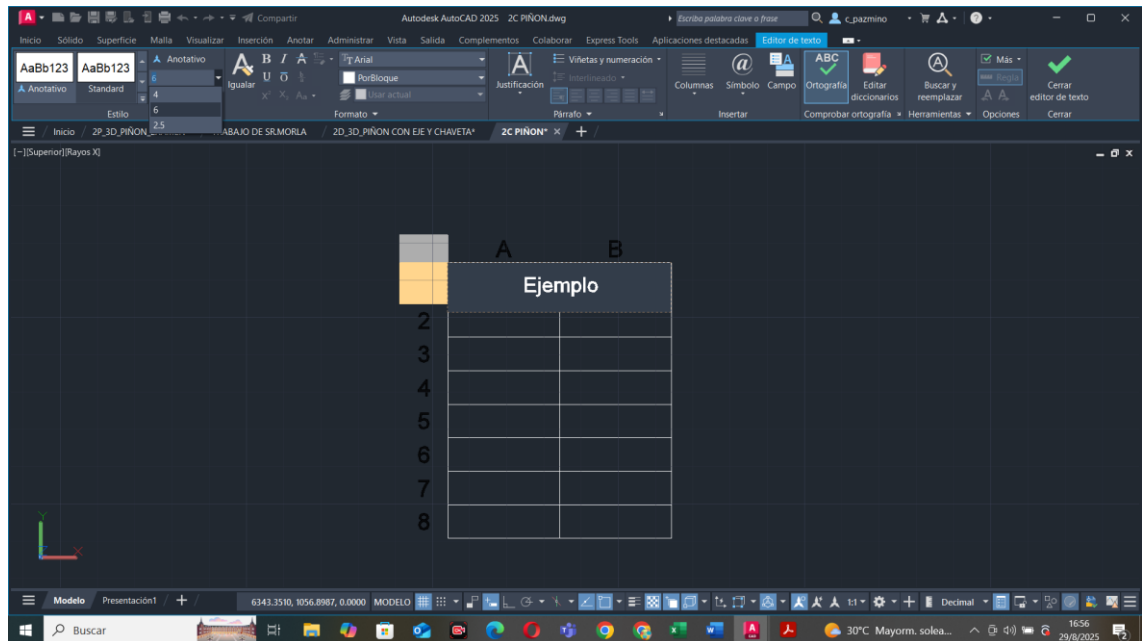 Compartir Autodesk AutoCAD 2025 2C PIÑON.dwg Escriba palabra clave o frase c_pazmino
Inicio Sólido Superficie Malla Visualizar Inserción Anotar Administrar Vista Salida Complementos Colaborar Express Tools Aplicaciones destacadas Editor de texto
AaBb123 AaBb123 Anotativo B I A Arial Viñetas y numeración ABC Más
6 Igualar U O PorBloque Justificación Interlineado Columnas Símbolo Campo Ortografía Editar diccionarios Buscar y reemplazar Regla Cerrar editor de texto
Anotativo Standard 4 Usar actual
6
Estilo 2.5 Formato Párrafo Insertar Comprobar ortografía Herramientas Opciones Cerrar
Inicio 2P_3D_PIÑON ABAJO DE SR.MORLA 2D_3D_PIÑON CON EJE Y CHAVETA* 2C PIÑON*
[−][Superior][Rayos X]
A B
Ejemplo
2
3
4
5
6
7
8
Y
X
Modelo Presentación1 6343.3510, 1056.8987, 0.0000 MODELO 1:1 Decimal
Buscar 30°C Mayorm. solea... 16:56
29/8/2025